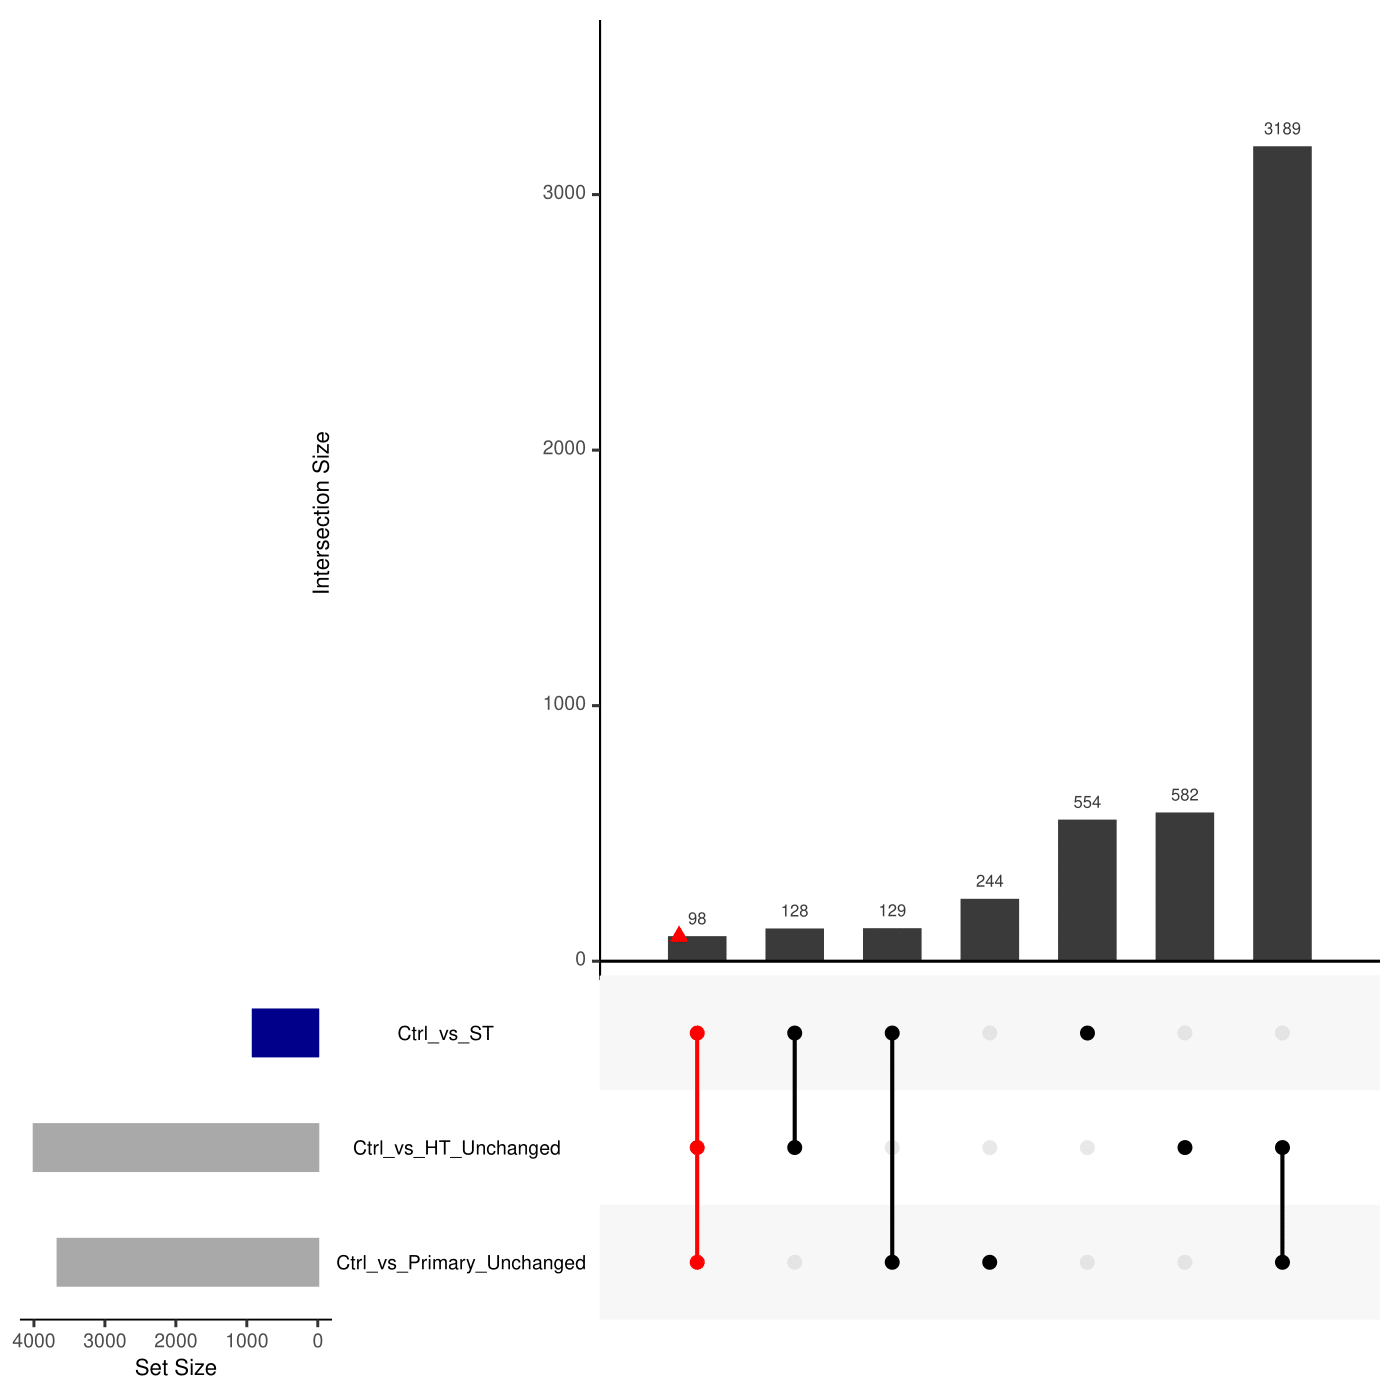 3189
3000
Intersection Size
2000
1000
582
554
244
129
128
98
0
Ctrl_vs_ST
Ctrl_vs_HT_Unchanged
Ctrl_vs_Primary_Unchanged
4000 3000 2000 1000 0
Set Size